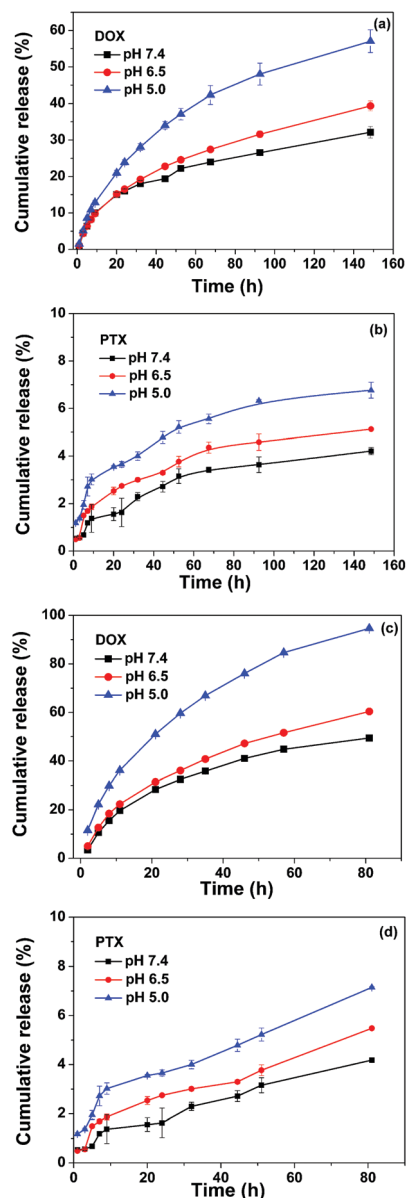 (a)
DOX
pH 7.4
pH 6.5
pH 5.0
Cumulative release (%)
60
50
40
30
20
10
0
0 20 40 60 80 100 120 140 160
Time (h)
(b)
PTX
pH 7.4
pH 6.5
pH 5.0
Cumulative release (%)
10
8
6
4
2
0
0 20 40 60 80 100 120 140 160
Time (h)
(c)
DOX
pH 7.4
pH 6.5
pH 5.0
Cumulative release (%)
100
80
60
40
20
0
0 20 40 60 80
Time (h)
(d)
PTX
pH 7.4
pH 6.5
pH 5.0
Cumulative release (%)
10
8
6
4
2
0
0 20 40 60 80
Time (h)